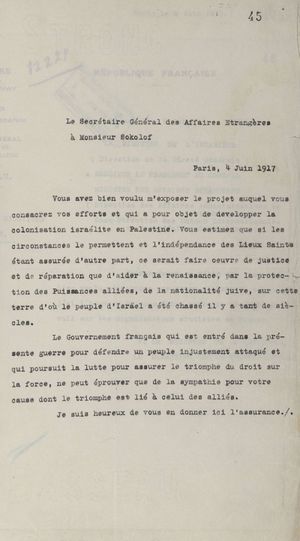 45
12221
RÉPUBLIQUE FRANÇAISE
Le Secrétaire Général des Affaires Etrangères
à Monsieur Sokolof
Paris, 4 Juin 1917
Vous avez bien voulu m'exposer le projet auquel vous
consacrez vos efforts et qui a pour objet de developper la
colonisation israélite en Palestine. Vous estimez que si les
circonstances le permettent et l'indépendance des Lieux Saints
étant assurée d'autre part, ce serait faire oeuvre de justice
et de réparation que d'aider à la renaissance, par la protec-
tion des Puissances alliées, de la nationalité juive, sur cette
terre d'où le peuple d'Israël a été chassé il y a tant de siè-
cles.
Le Gouvernement français qui est entré dans la pré-
sente guerre pour défendre un peuple injustement attaqué et
qui poursuit la lutte pour assurer le triomphe du droit sur
la force, ne peut éprouver que de la sympathie pour votre
cause dont le triomphe est lié à celui des alliés.
Je suis heureux de vous en donner ici l'assurance./.